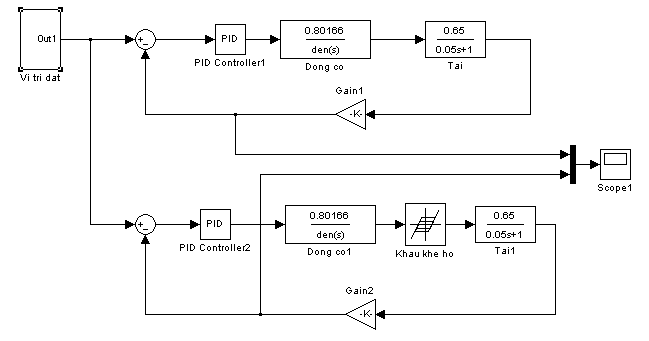 Out1
Vi tri dat
+
-
PID
PID Controller1
0.80166
den(s)
Dong co
0.65
0.05s+1
Tai
Gain1
-K-
Scope1
+
-
PID
PID Controller2
0.80166
den(s)
Dong co1
Khau khe ho
0.65
0.05s+1
Tai1
Gain2
-K-